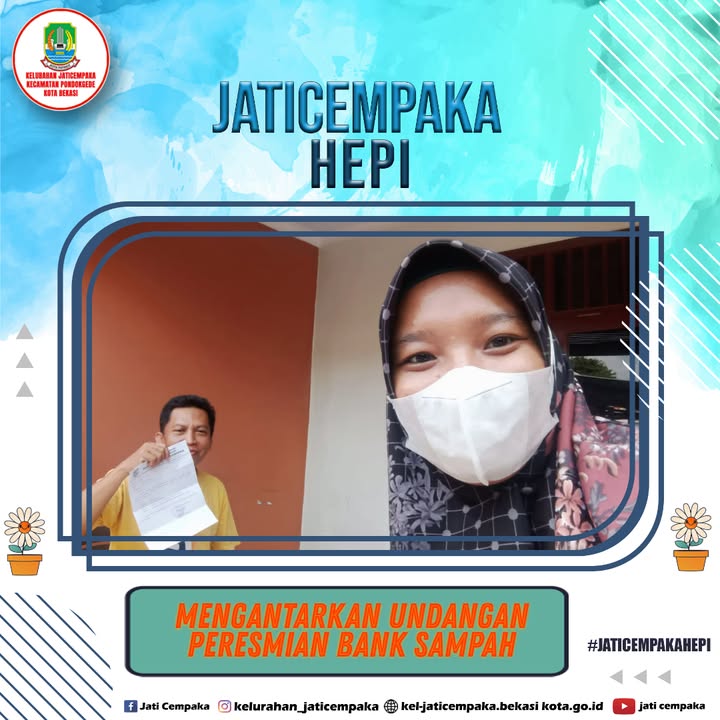 KELURAHAN JATICEMPAKA
KECAMATAN PONDOKGEDE
KOTA BEKASI
JATICEMPAKA
HEPI
MENGANTARKAN UNDANGAN
PERESMIAN BANK SAMPAH
#JATICEMPAKAHEPI
Jati Cempaka kelurahan_jaticempaka kel-jaticempaka.bekasi kota.go.id jati cempaka